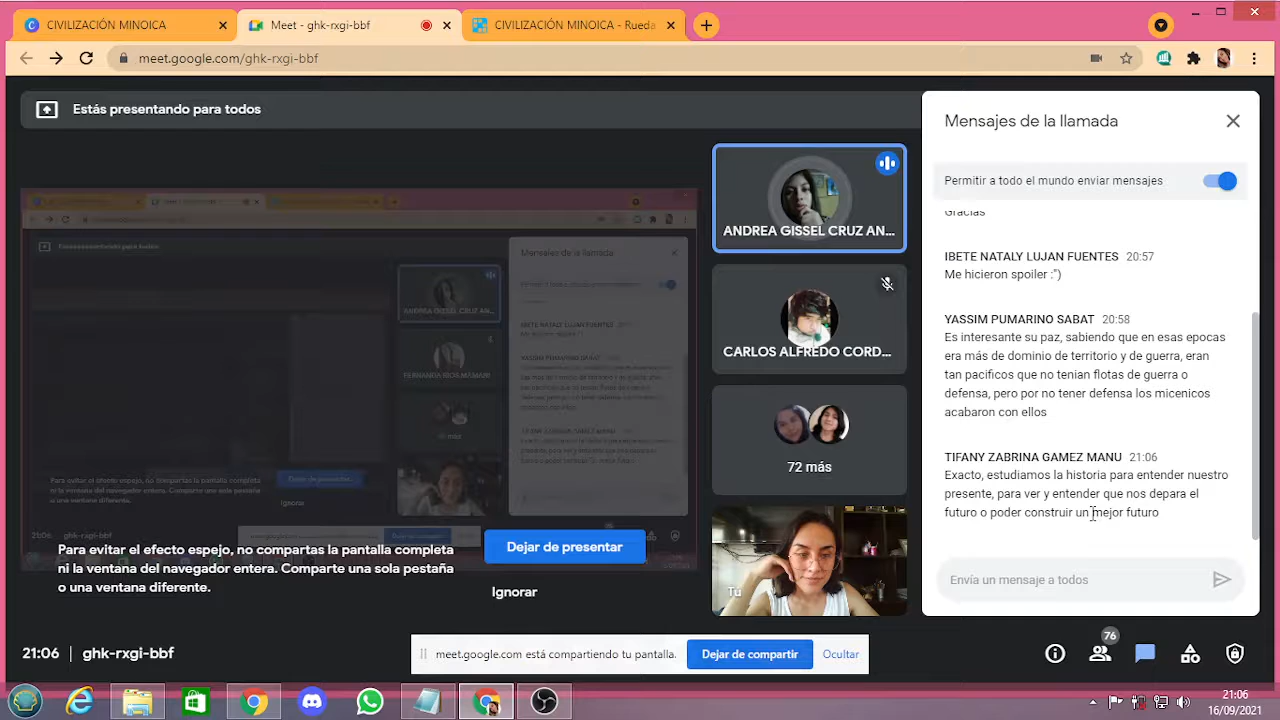 CIVILIZACIÓN MINOICA
Meet - ghk-rxgi-bbf
CIVILIZACIÓN MINOICA - Rueda
meet.google.com/ghk-rxgi-bbf
Estás presentando para todos
Mensajes de la llamada
Permitir a todo el mundo enviar mensajes
Gracias
IBETE NATALY LUJAN FUENTES 20:57
Me hicieron spoiler :")
YASSIM PUMARINO SABAT 20:58
Es interesante su paz, sabiendo que en esas epocas
era más de dominio de territorio y de guerra, eran
tan pacificos que no tenian flotas de guerra o
defensa, pero por no tener defensa los micenicos
acabaron con ellos
TIFANY ZABRINA GAMEZ MANU 21:06
Exacto, estudiamos la historia para entender nuestro
presente, para ver y entender que nos depara el
futuro o poder construir un mejor futuro
Envía un mensaje a todos
ANDREA GISSEL CRUZ AN...
CARLOS ALFREDO CORD...
72 más
Tú
Para evitar el efecto espejo, no compartas la pantalla completa
ni la ventana del navegador entera. Comparte una sola pestaña
o una ventana diferente.
Dejar de presentar
Ignorar
21:06 | ghk-rxgi-bbf
meet.google.com está compartiendo tu pantalla.
Dejar de compartir
Ocultar
76
21:06
16/09/2021